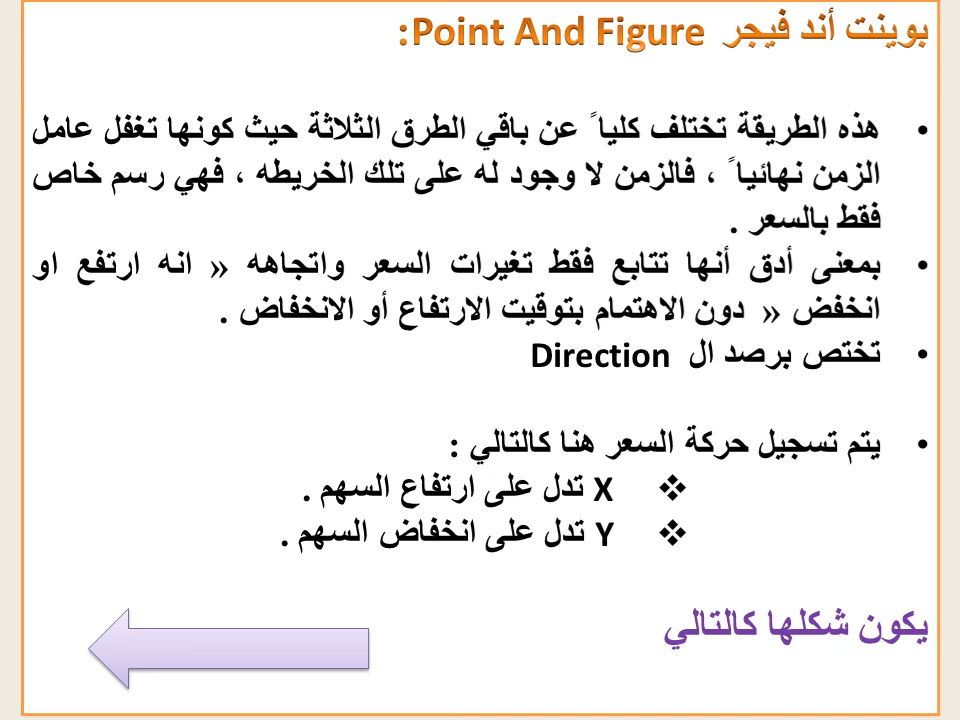 بوينت أند فيجر Point And Figure:
• هذه الطريقة تختلف كلياً عن باقي الطرق الثلاثة حيث كونها تغفل عامل
الزمن نهائياً ، فالزمن لا وجود له على تلك الخريطه ، فهي رسم خاص
فقط بالسعر .
• بمعنى أدق أنها تتابع فقط تغيرات السعر واتجاهه « انه ارتفع او
انخفض « دون الاهتمام بتوقيت الارتفاع أو الانخفاض .
• تختص برصد ال Direction
• يتم تسجيل حركة السعر هنا كالتالي :
❖ X تدل على ارتفاع السهم .
❖ Y تدل على انخفاض السهم .
يكون شكلها كالتالي